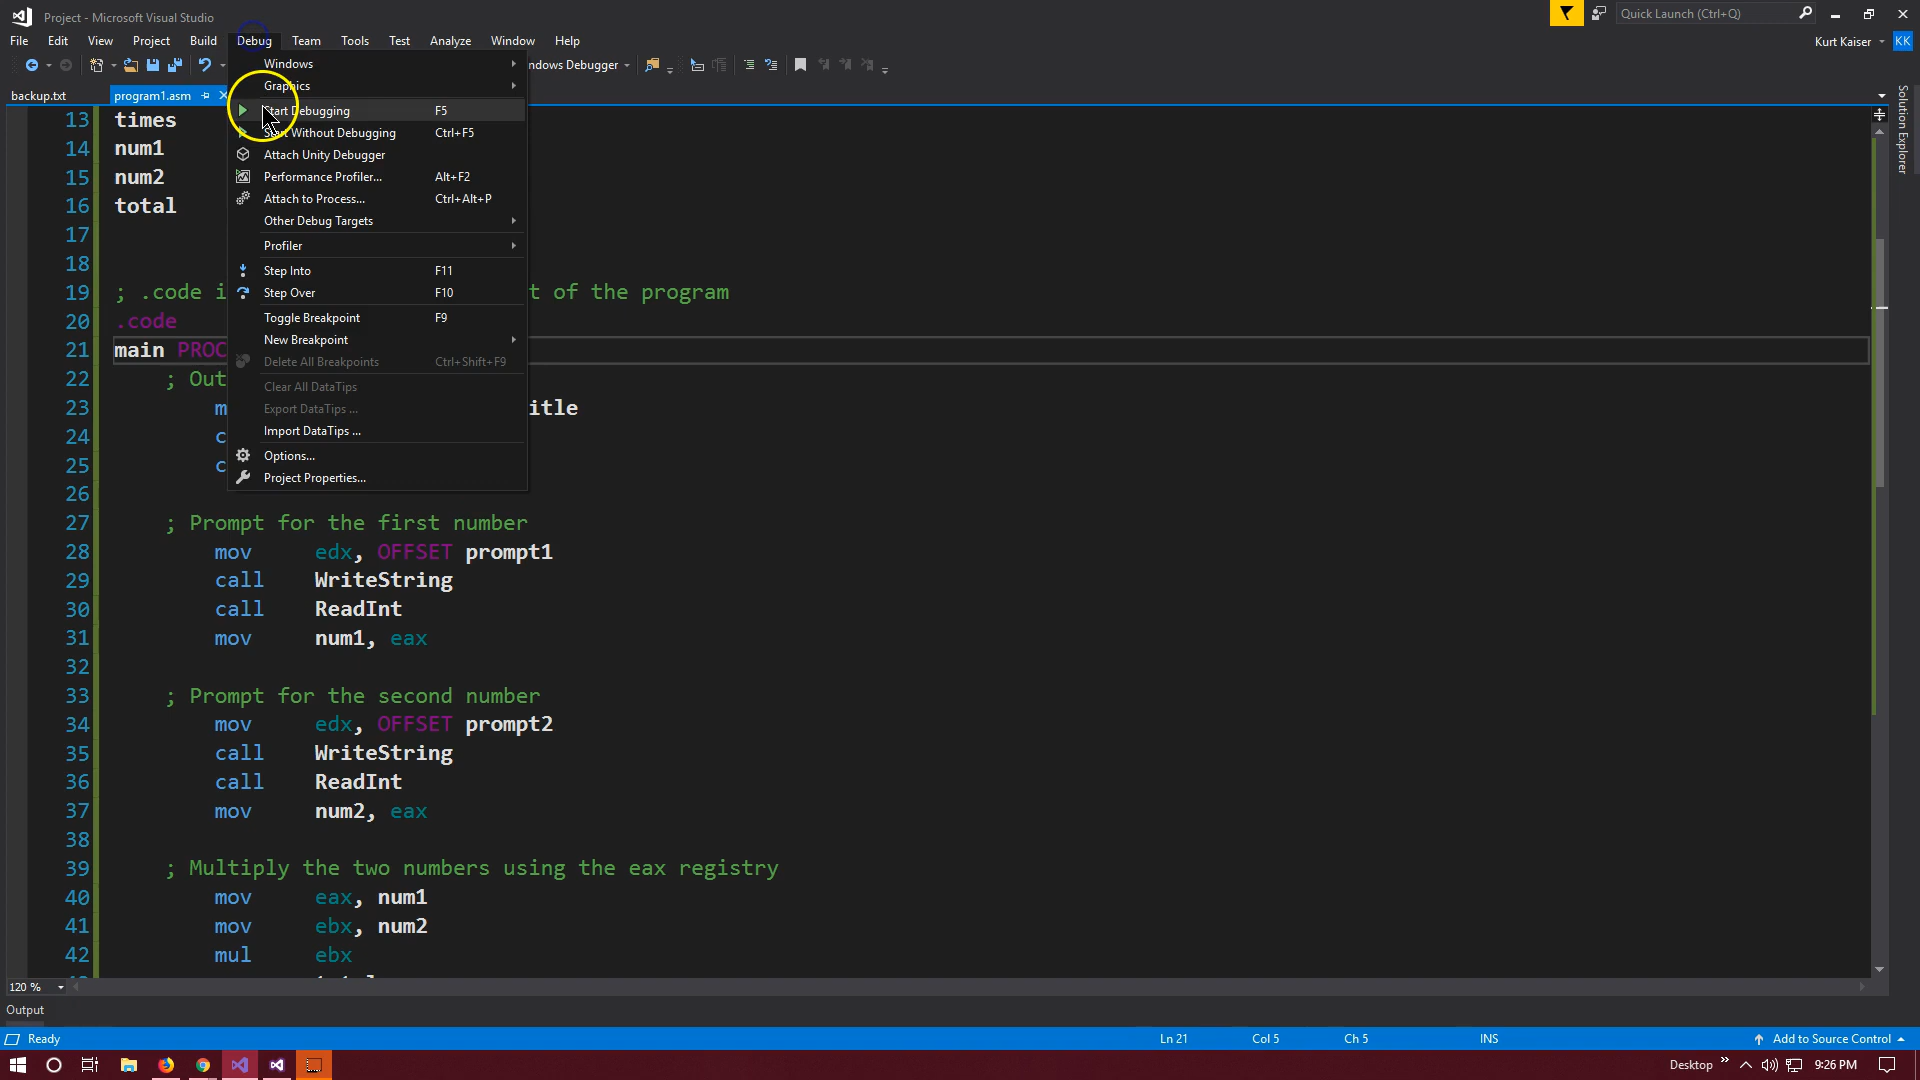 Project - Microsoft Visual Studio
Quick Launch (Ctrl+Q)
File Edit View Project Build Debug Team Tools Test Analyze Window Help
Kurt Kaiser KK
ndows Debugger
backup.txt program1.asm
Windows
Graphics
Start Debugging F5
Start Without Debugging Ctrl+F5
Attach Unity Debugger
Performance Profiler... Alt+F2
Attach to Process... Ctrl+Alt+P
Other Debug Targets
Profiler
Step Into F11
Step Over F10
Toggle Breakpoint F9
New Breakpoint
Delete All Breakpoints Ctrl+Shift+F9
Clear All DataTips
Export DataTips ...
Import DataTips ...
Options...
Project Properties...
Solution Explorer
13 times
14 num1
15 num2
16 total
17
18
19 ; .code i t of the program
20 .code
21 main PROC
22 ; Out
23 m itle
24 c
25 c
26
27 ; Prompt for the first number
28 mov edx, OFFSET prompt1
29 call WriteString
30 call ReadInt
31 mov num1, eax
32
33 ; Prompt for the second number
34 mov edx, OFFSET prompt2
35 call WriteString
36 call ReadInt
37 mov num2, eax
38
39 ; Multiply the two numbers using the eax registry
40 mov eax, num1
41 mov ebx, num2
42 mul ebx
120 %
Output
Ready Ln 21 Col 5 Ch 5 INS Add to Source Control
Desktop 9:26 PM